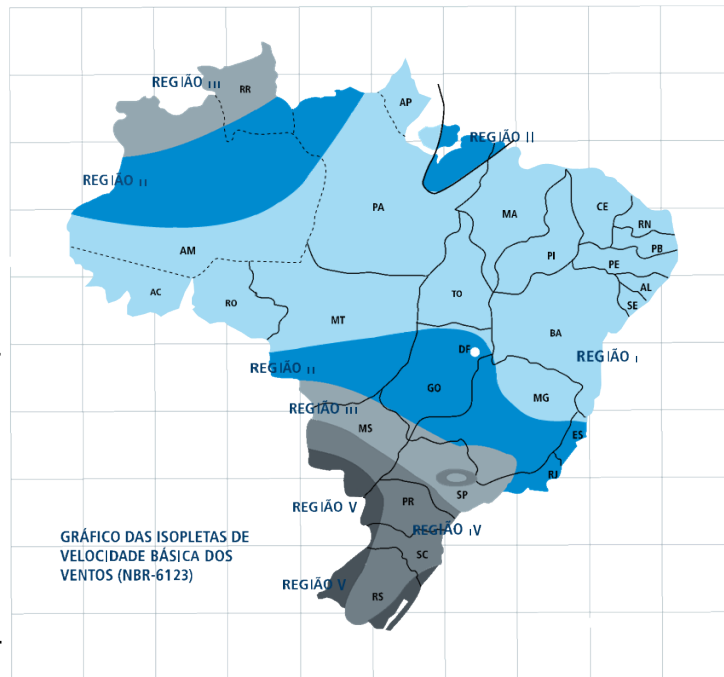 REGIÃO III
RR
AP
REGIÃO II
REGIÃO II
PA
MA
CE
RN
PB
PI
PE
AL
SE
AM
AC
RO
TO
MT
BA
DF
REGIÃO I
REGIÃO II
GO
MG
REGIÃO III
MS
ES
RJ
SP
REGIÃO V
PR
REGIÃO IV
GRÁFICO DAS ISOPLETAS DE
VELOCIDADE BÁSICA DOS
VENTOS (NBR-6123)
SC
REGIÃO V
RS